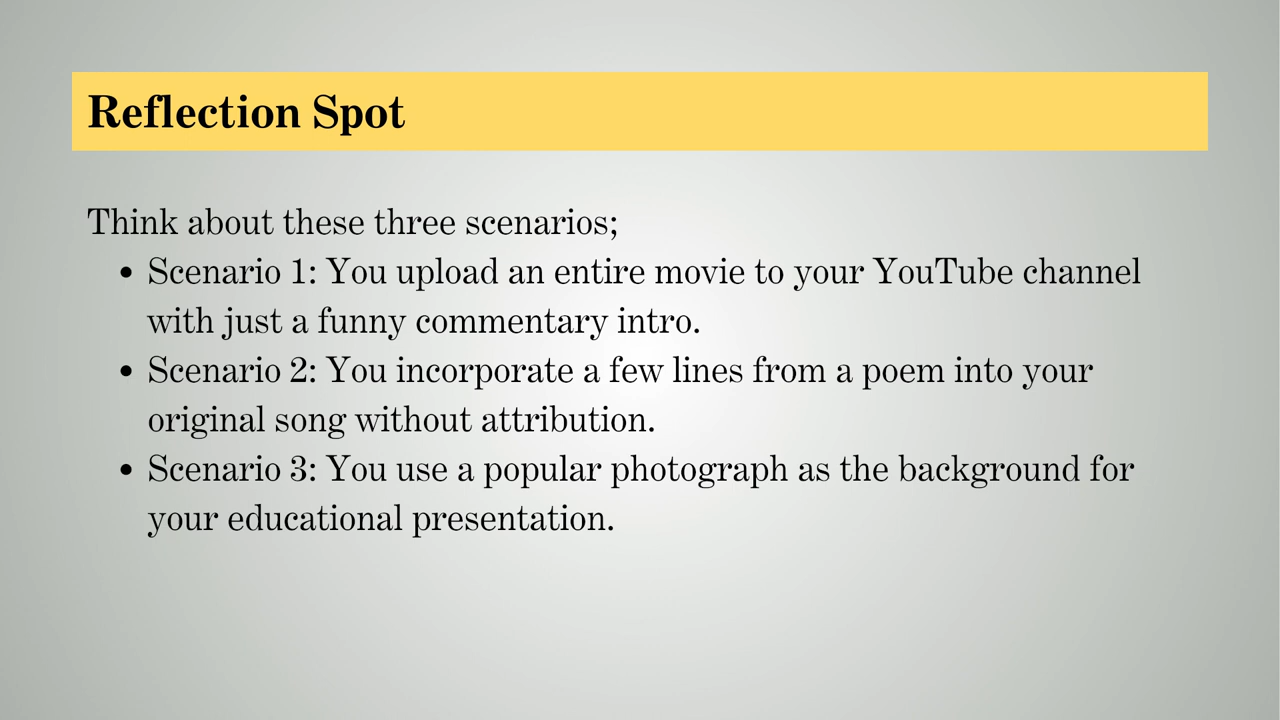 Reflection Spot
Think about these three scenarios;
• Scenario 1: You upload an entire movie to your YouTube channel
with just a funny commentary intro.
• Scenario 2: You incorporate a few lines from a poem into your
original song without attribution.
• Scenario 3: You use a popular photograph as the background for
your educational presentation.